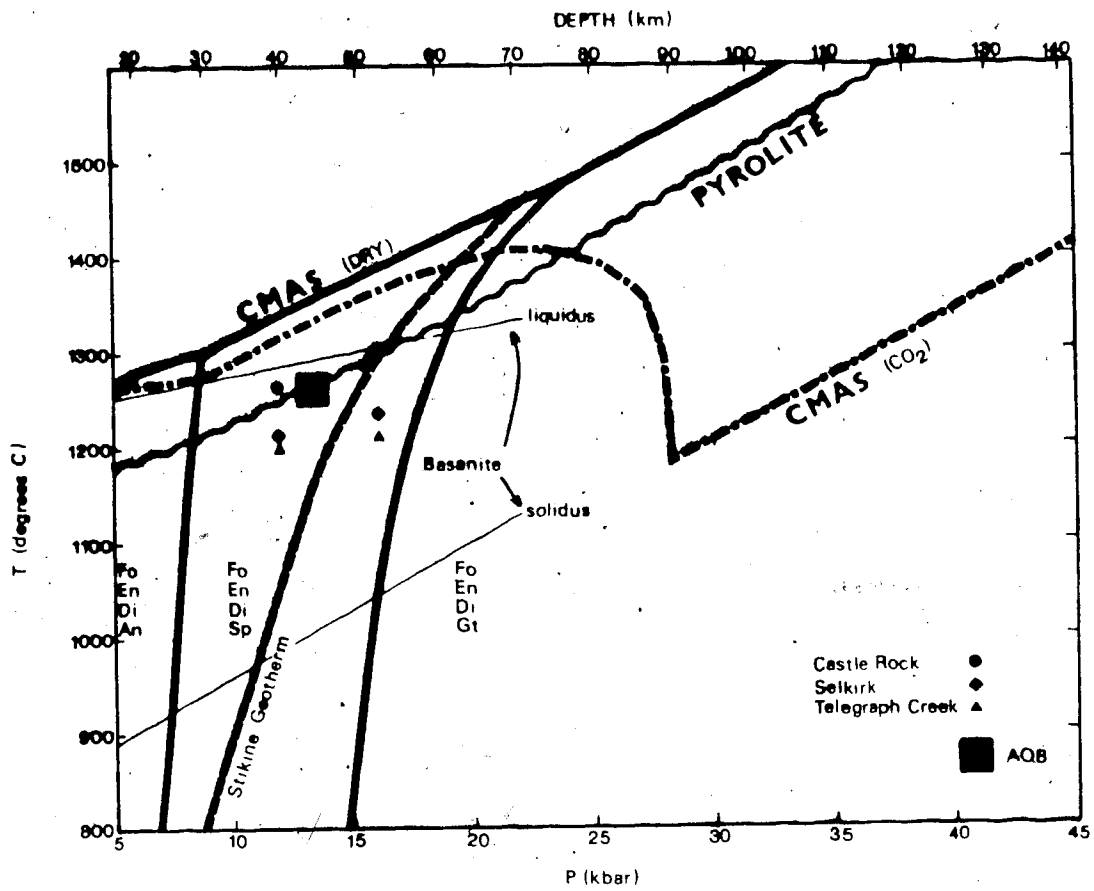 DEPTH (km)
20 30 40 50 60 70 80 90 100 110 120 130 140
1500
1400
1300
1200
1100
1000
900
800
T (degrees C)
CMAS (DRY)
PYROLITE
liquidus
CMAS (CO2)
Basanite
solidus
Fo
En
Di
An
Fo
En
Di
Sp
Fo
En
Di
Gt
Stikine Geotherm
Castle Rock
Selkirk
Telegraph Creek
AOB
5 10 15 20 25 30 35 40 45
P (kbar)